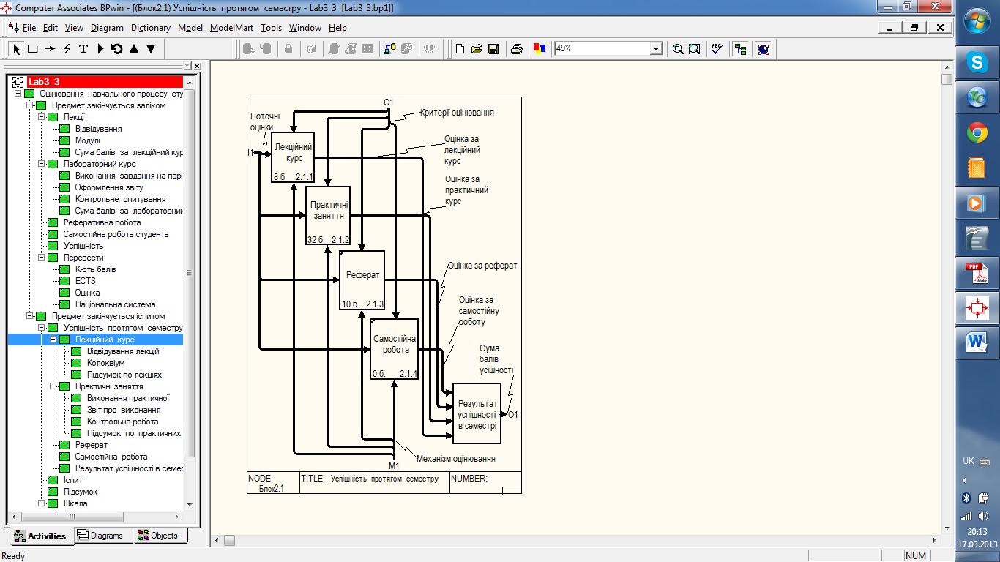 Computer Associates BPwin - [(Блок2.1) Успішність протягом семестру - Lab3_3 [Lab3_3.bp1]]
File Edit View Diagram Dictionary Model ModelMart Tools Window Help
49%
Lab3_3
Оцінювання навчального процесу сту
Предмет закінчується заліком
Лекції
Відвідування
Модулі
Сума балів за лекційний кур
Лабораторний курс
Виконання завдання на парі
Оформлення звіту
Контрольне опитування
Сума балів за лабораторний
Реферативна робота
Самостійна робота студента
Успішність
Перевести
К-сть балів
ECTS
Оцінка
Національна система
Предмет закінчується іспитом
Успішність протягом семестру
Лекційний курс
Відвідування лекцій
Колоквіум
Підсумок по лекціях
Практичні заняття
Виконання практичної
Звіт про виконання
Контрольна робота
Підсумок по практичних
Реферат
Самостійна робота
Результат успішності в семес
Іспит
Підсумок
Шкала
Activities Diagrams Objects
Ready
NUM
C1
Критерії оцінювання
Поточні
оцінки
I1
Лекційний
курс
8 б. 2.1.1
Оцінка за
лекційний
курс
Оцінка за
практичний
курс
Практичні
заняття
32 б. 2.1.2
Реферат
10 б. 2.1.3
Оцінка за реферат
Оцінка за
самостійну
роботу
Самостійна
робота
0 б. 2.1.4
Сума
балів
усішності
Результат
успішності
в семестрі
O1
Механізм оцінювання
M1
NODE:
Блок2.1
TITLE: Успішність протягом семестру
NUMBER:
UK
20:13
17.03.2013